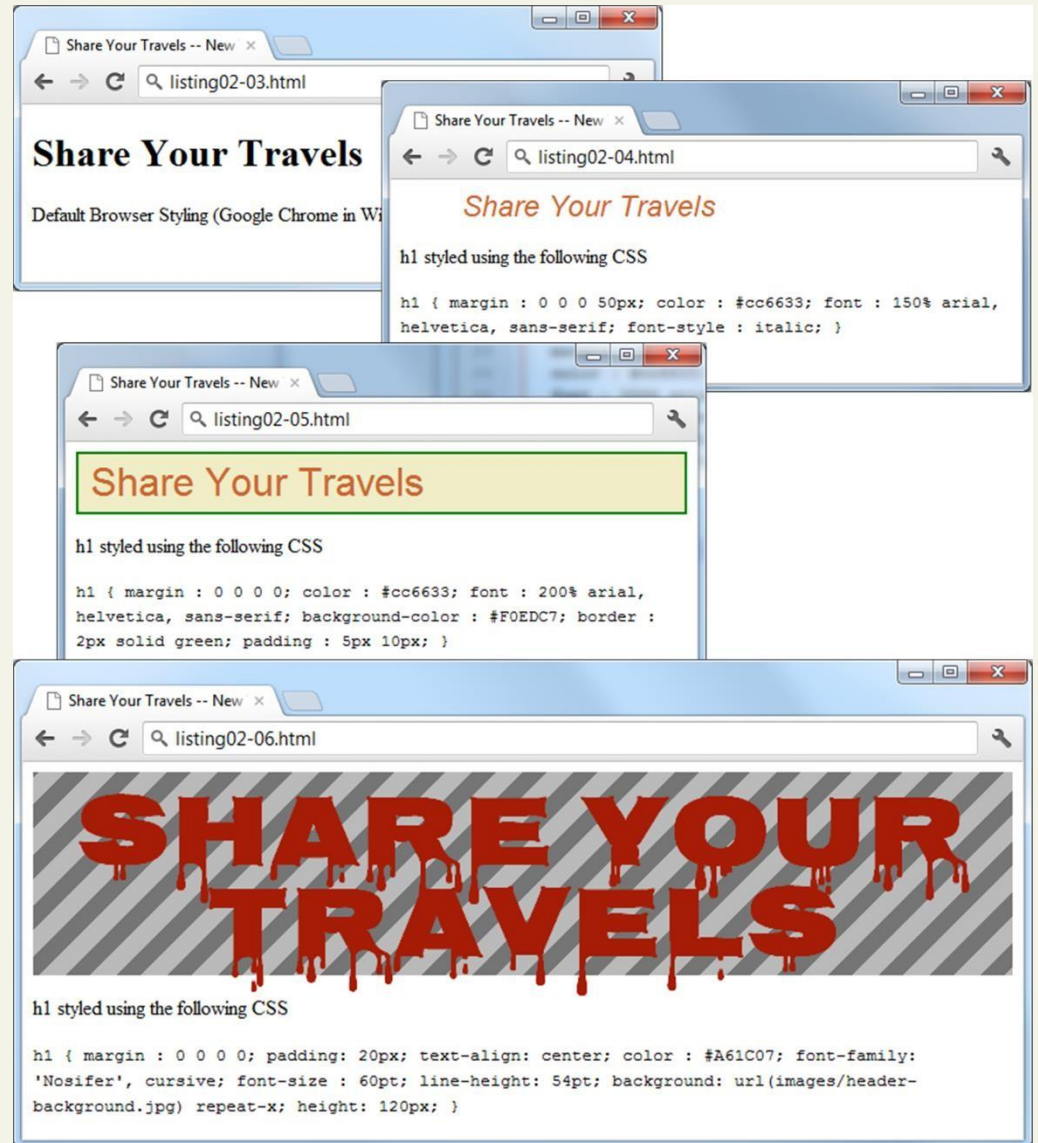 Share Your Travels -- New
listing02-03.html
Share Your Travels
Default Browser Styling (Google Chrome in
Share Your Travels -- New
listing02-04.html
Share Your Travels
h1 styled using the following CSS
h1 { margin : 0 0 0 50px; color : #cc6633; font : 150% arial,
helvetica, sans-serif; font-style : italic; }
Share Your Travels -- New
listing02-05.html
Share Your Travels
h1 styled using the following CSS
h1 { margin : 0 0 0 0; color : #cc6633; font : 200% arial,
helvetica, sans-serif; background-color : #F0EDC7; border :
2px solid green; padding : 5px 10px; }
Share Your Travels -- New
listing02-06.html
SHARE YOUR
TRAVELS
h1 styled using the following CSS
h1 { margin : 0 0 0 0; padding: 20px; text-align: center; color : #A61C07; font-family:
'Nosifer', cursive; font-size : 60pt; line-height: 54pt; background: url(images/header-
background.jpg) repeat-x; height: 120px; }